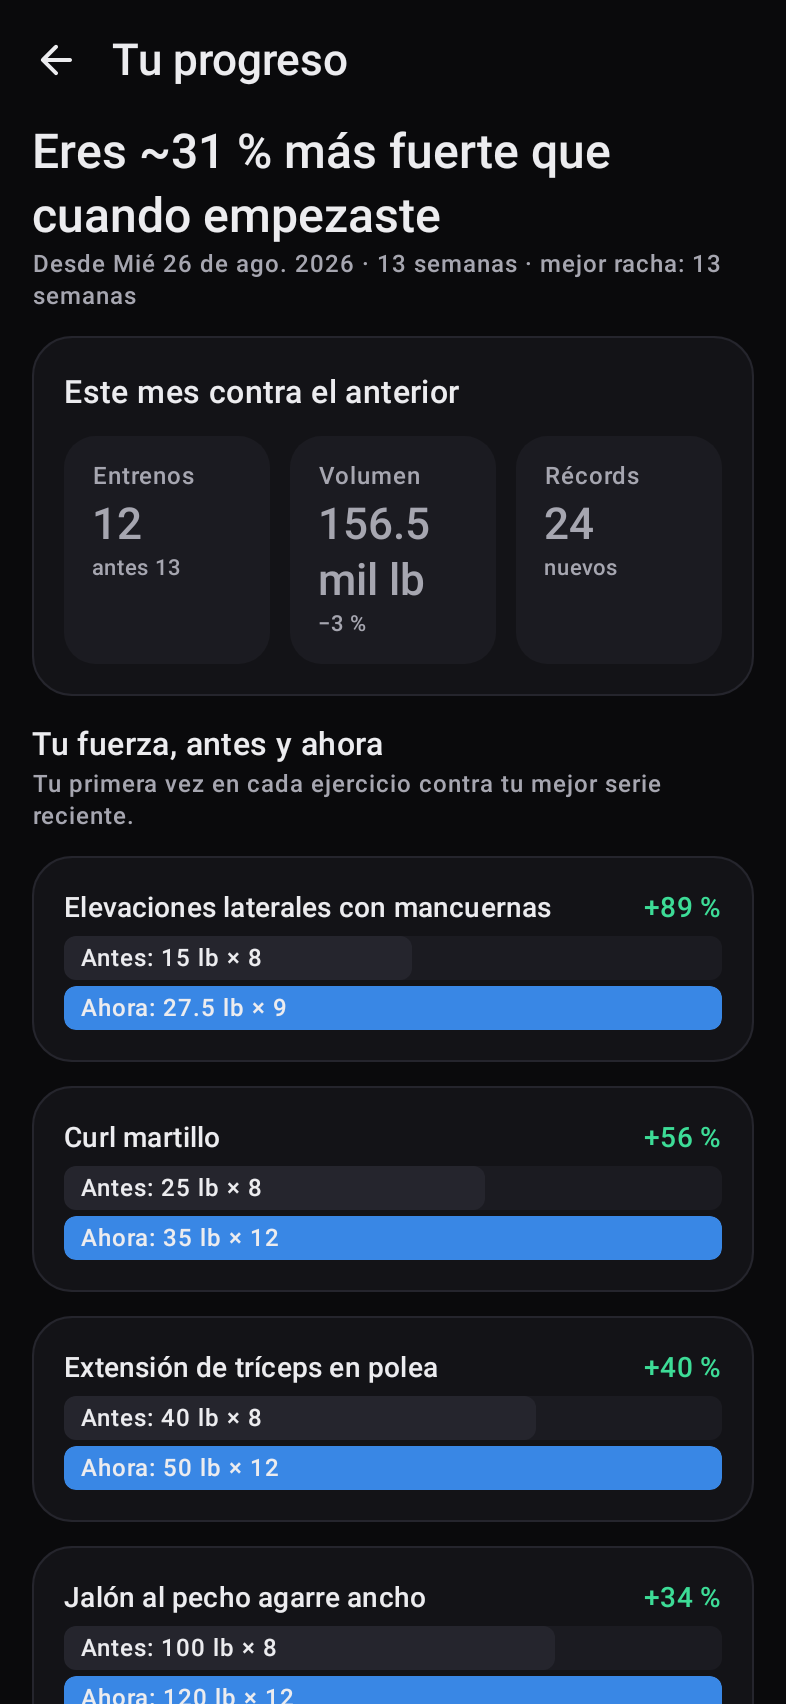 Tu progreso
Eres ~31 % más fuerte que
cuando empezaste
Desde Mié 26 de ago. 2026 · 13 semanas · mejor racha: 13
semanas
Este mes contra el anterior
Entrenos
12
antes 13
Volumen
156.5
mil lb
−3 %
Récords
24
nuevos
Tu fuerza, antes y ahora
Tu primera vez en cada ejercicio contra tu mejor serie
reciente.
Elevaciones laterales con mancuernas +89 %
Antes: 15 lb × 8
Ahora: 27.5 lb × 9
Curl martillo +56 %
Antes: 25 lb × 8
Ahora: 35 lb × 12
Extensión de tríceps en polea +40 %
Antes: 40 lb × 8
Ahora: 50 lb × 12
Jalón al pecho agarre ancho +34 %
Antes: 100 lb × 8
Ahora: 120 lb × 12